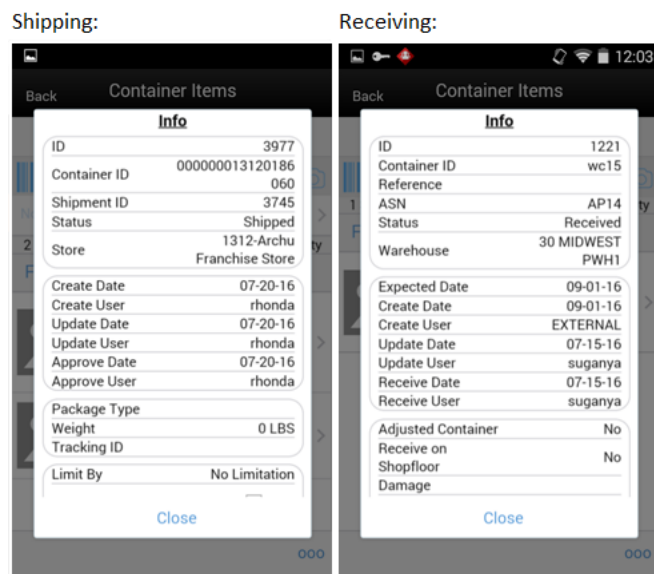 Shipping:
Back
Container Items
Info
ID 3977
Container ID 000000013120186
060
Shipment ID 3745
Status Shipped
Store 1312-Archu
Franchise Store
Create Date 07-20-16
Create User rhonda
Update Date 07-20-16
Update User rhonda
Approve Date 07-20-16
Approve User rhonda
Package Type
Weight 0 LBS
Tracking ID
Limit By No Limitation
Close
2
ooo
Receiving:
12:03
Back
Container Items
Info
ID 1221
Container ID wc15
Reference
ASN AP14
Status Received
Warehouse 30 MIDWEST
PWH1
Expected Date 09-01-16
Create Date 09-01-16
Create User EXTERNAL
Update Date 07-15-16
Update User suganya
Receive Date 07-15-16
Receive User suganya
Adjusted Container No
Receive on
Shopfloor No
Damage
Close
1
ooo